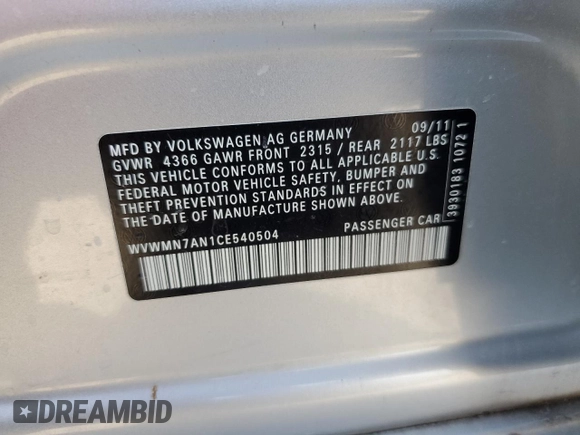 MFD BY VOLKSWAGEN AG GERMANY 09/11
GVWR 4366 GAWR FRONT 2315 / REAR 2117 LBS
THIS VEHICLE CONFORMS TO ALL APPLICABLE U.S.
FEDERAL MOTOR VEHICLE SAFETY, BUMPER AND
THEFT PREVENTION STANDARDS IN EFFECT ON
THE DATE OF MANUFACTURE SHOWN ABOVE.
WVWMN7AN1CE540504 PASSENGER CAR
3930183 1072 1
DREAMBID